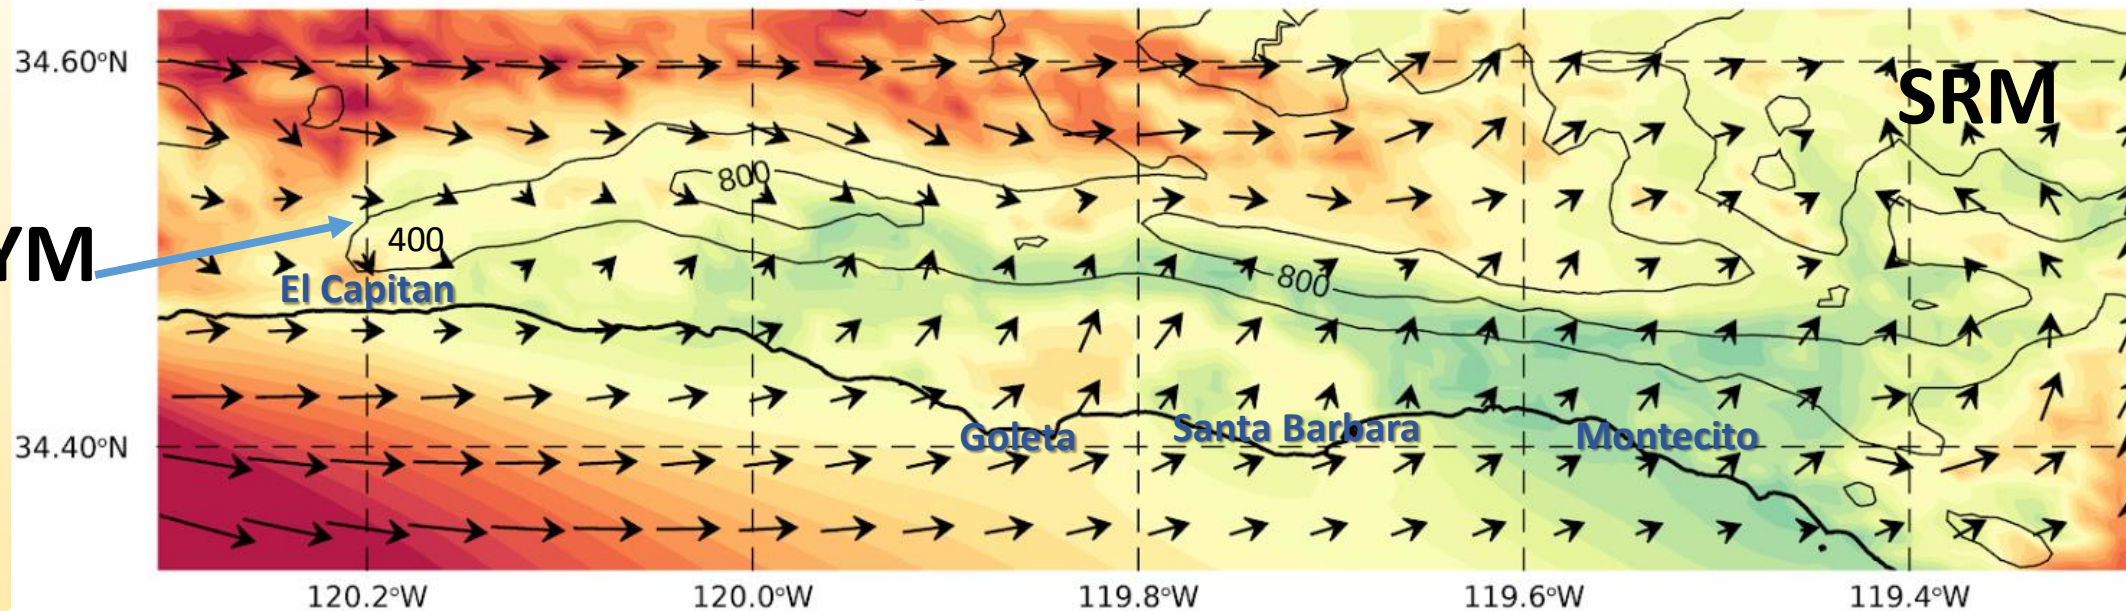 34.60°N
SRM
800
YM
400
El Capitan
800
Goleta
Santa Barbara
Montecito
34.40°N
120.2°W
120.0°W
119.8°W
119.6°W
119.4°W